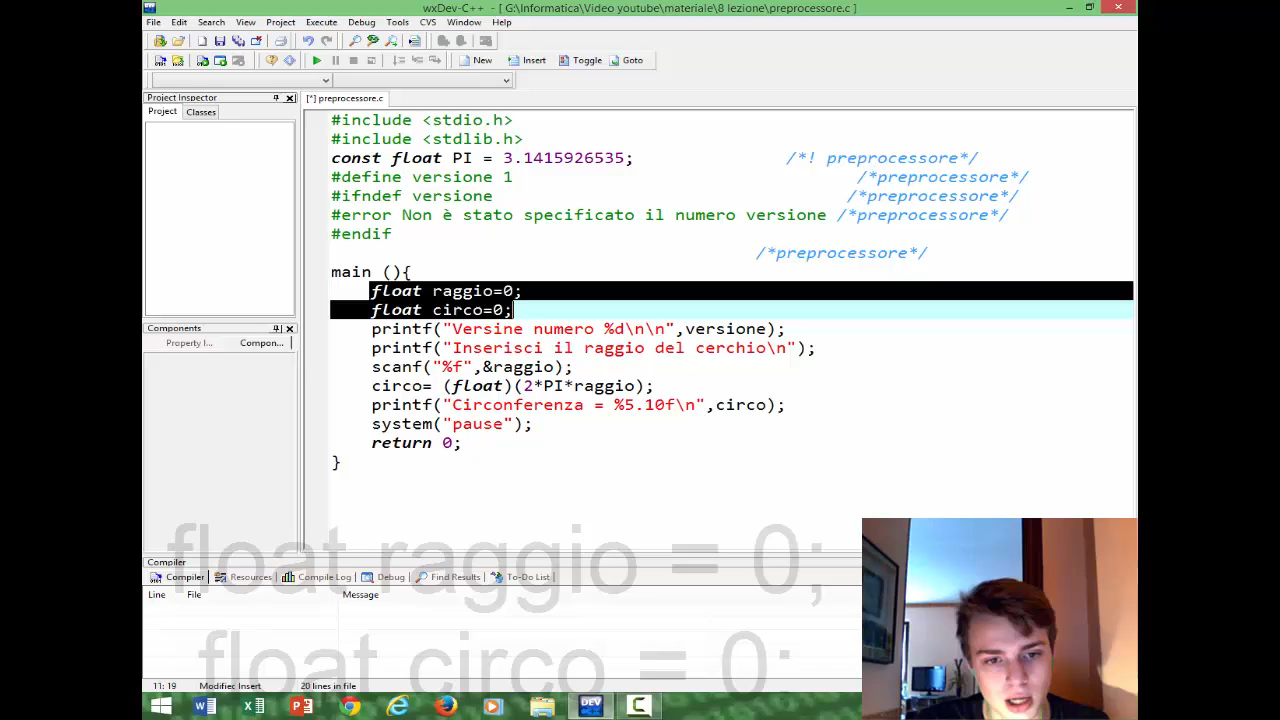 wxDev-C++ - [ G:\Informatica\Video youtube\materiale\8 lezione\preprocessore.c ]
File Edit Search View Project Execute Debug Tools CVS Window Help
New Insert Toggle Goto
Project Inspector
Project Classes
[*] preprocessore.c
#include <stdio.h>
#include <stdlib.h>
const float PI = 3.1415926535; /*! preprocessore*/
#define versione 1 /*preprocessore*/
#ifndef versione /*preprocessore*/
#error Non è stato specificato il numero versione /*preprocessore*/
#endif
/*preprocessore*/
main (){
float raggio=0;
float circo=0;
printf("Versine numero %d\n\n",versione);
printf("Inserisci il raggio del cerchio\n");
scanf("%f",&raggio);
circo= (float)(2*PI*raggio);
printf("Circonferenza = %5.10f\n",circo);
system("pause");
return 0;
}
Components
Property I... Compon...
float raggio = 0;
float circo = 0;
Compiler
Compiler Resources Compile Log Debug Find Results To-Do List
Line File Message
11: 19 Modified Insert 20 lines in file
DEV